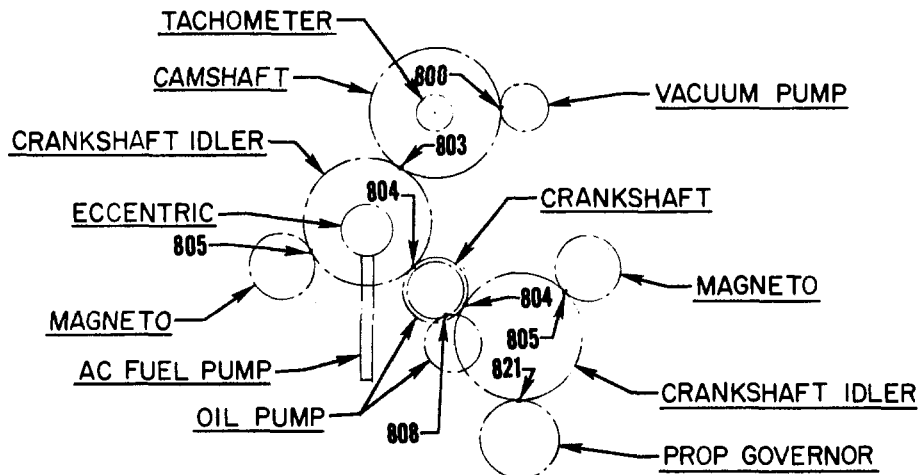 TACHOMETER
CAMSHAFT
800
VACUUM PUMP
CRANKSHAFT IDLER
803
804
CRANKSHAFT
ECCENTRIC
805
MAGNETO
804
MAGNETO
805
AC FUEL PUMP
821
CRANKSHAFT IDLER
OIL PUMP
808
PROP GOVERNOR